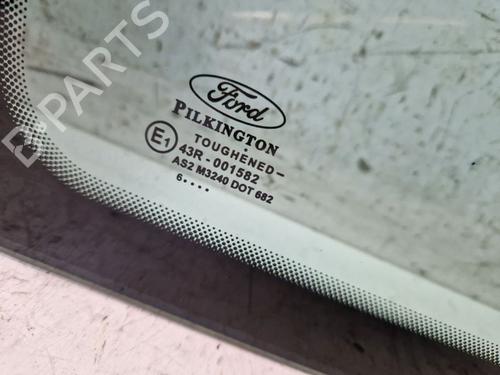 B-PARTS
Ford
PILKINGTON
TOUGHENED-
E1 43R-001582
AS2 M3240 DOT 682
6....